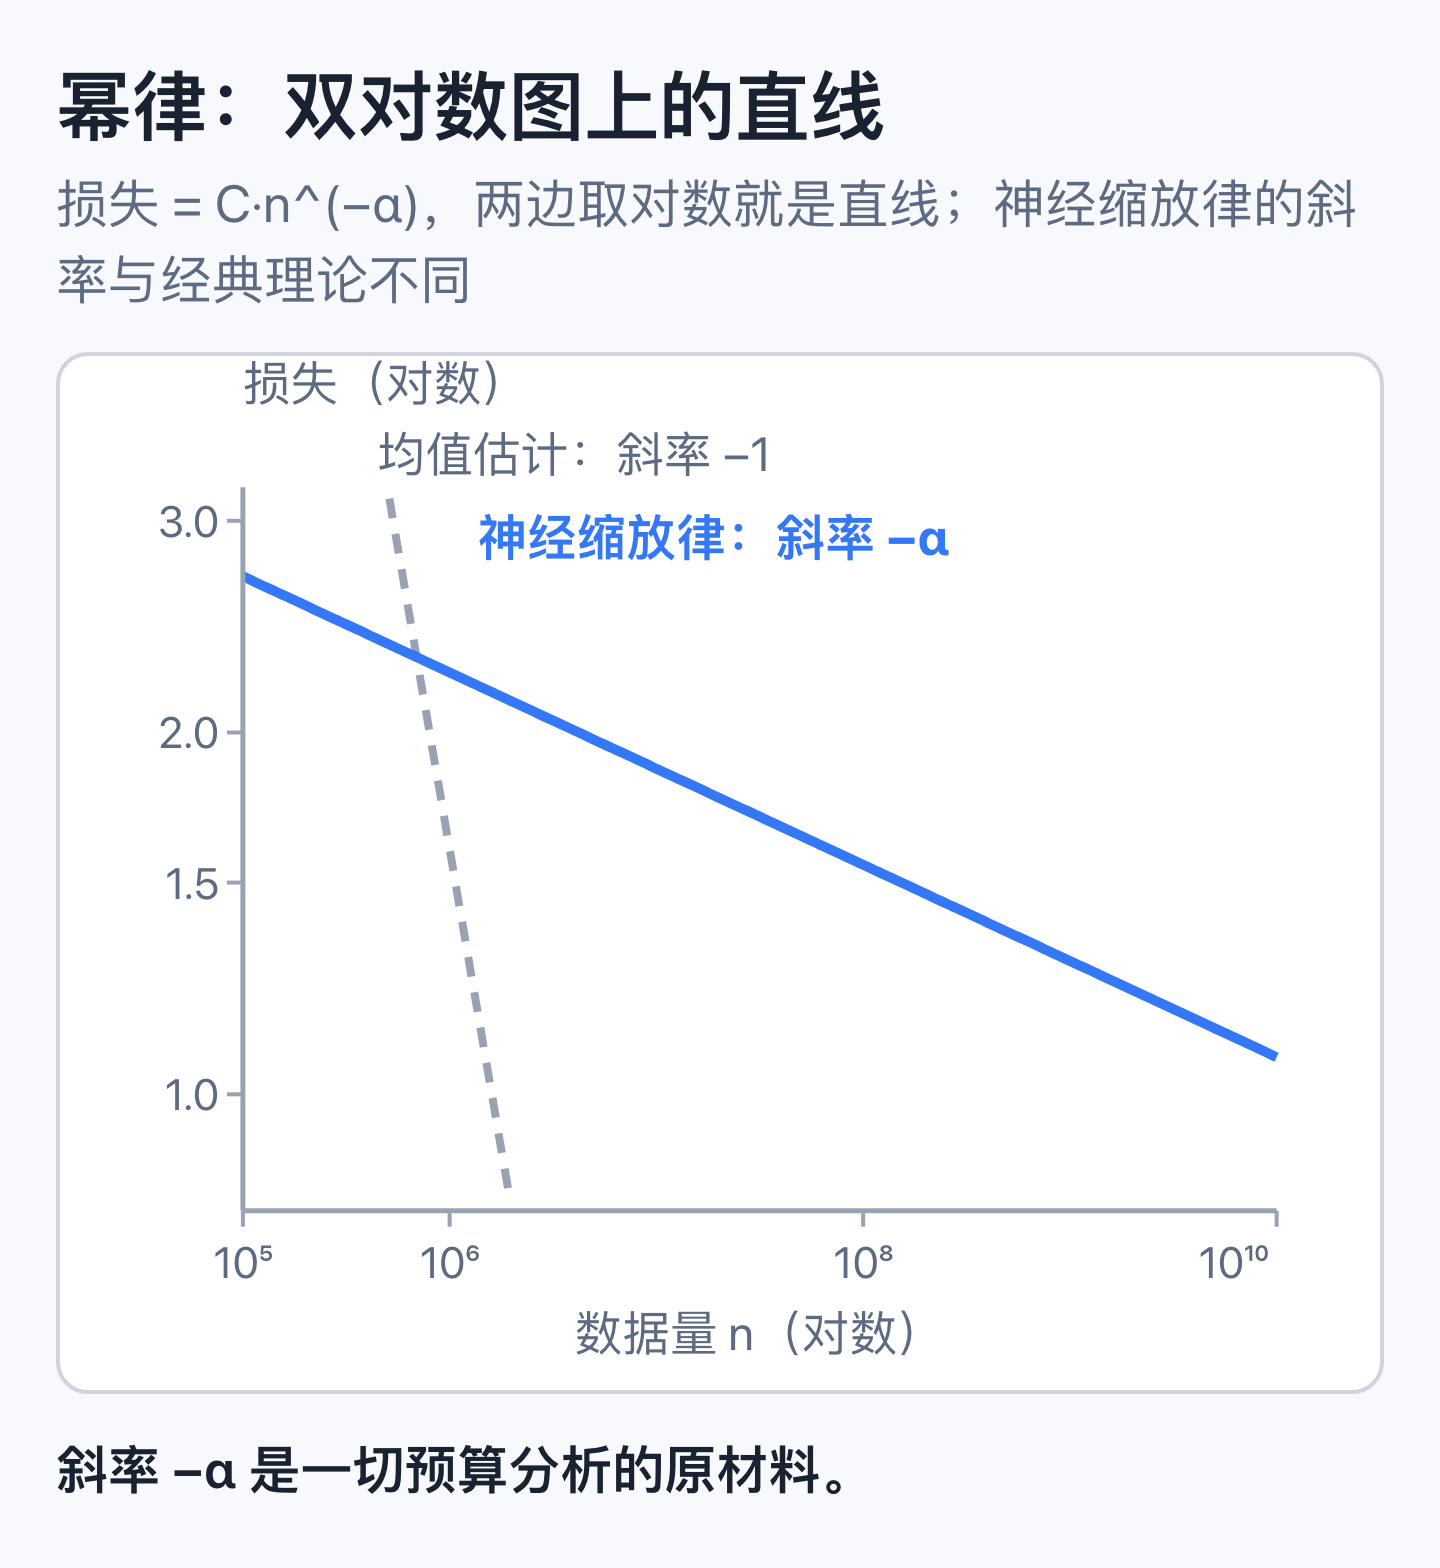 幂律：双对数图上的直线
损失 = C·n^(−α)，两边取对数就是直线；神经缩放律的斜
率与经典理论不同
损失（对数）
均值估计：斜率 −1
神经缩放律：斜率 −α
3.0
2.0
1.5
1.0
10⁵ 10⁶ 10⁸ 10¹⁰
数据量 n（对数）
斜率 −α 是一切预算分析的原材料。